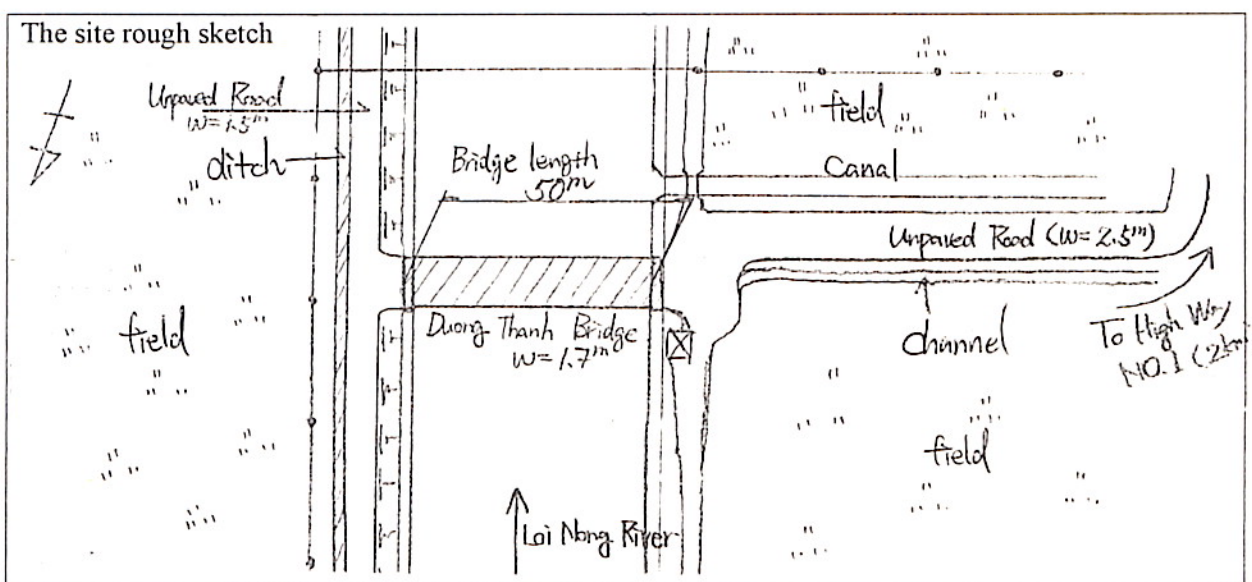 The site rough sketch
Unpaved Road
W=1.5m
ditch
Bridge length
50m
field
Canal
Unpaved Road (W=2.5m)
field
Duong Thanh Bridge
W=1.7m
channel
To High Way
NO.1 (2km)
field
Loi Nong River